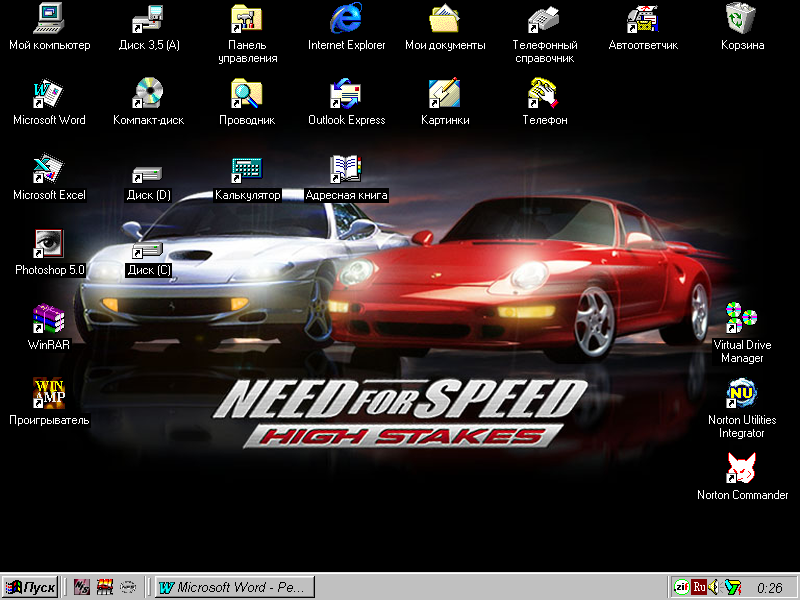 Мой компьютер
Диск 3,5 (A)
Панель
управления
Internet Explorer
Мои документы
Телефонный
справочник
Автоответчик
Корзина
Microsoft Word
Компакт-диск
Проводник
Outlook Express
Картинки
Телефон
Microsoft Excel
Диск (D)
Калькулятор
Адресная книга
Photoshop 5.0
Диск (C)
WinRAR
Virtual Drive
Manager
WIN
AMP
Проигрыватель
NU
Norton Utilities
Integrator
NEED FOR SPEED
HIGH STAKES
Norton Commander
Пуск
Microsoft Word - Ре...
zif
Ru
0:26